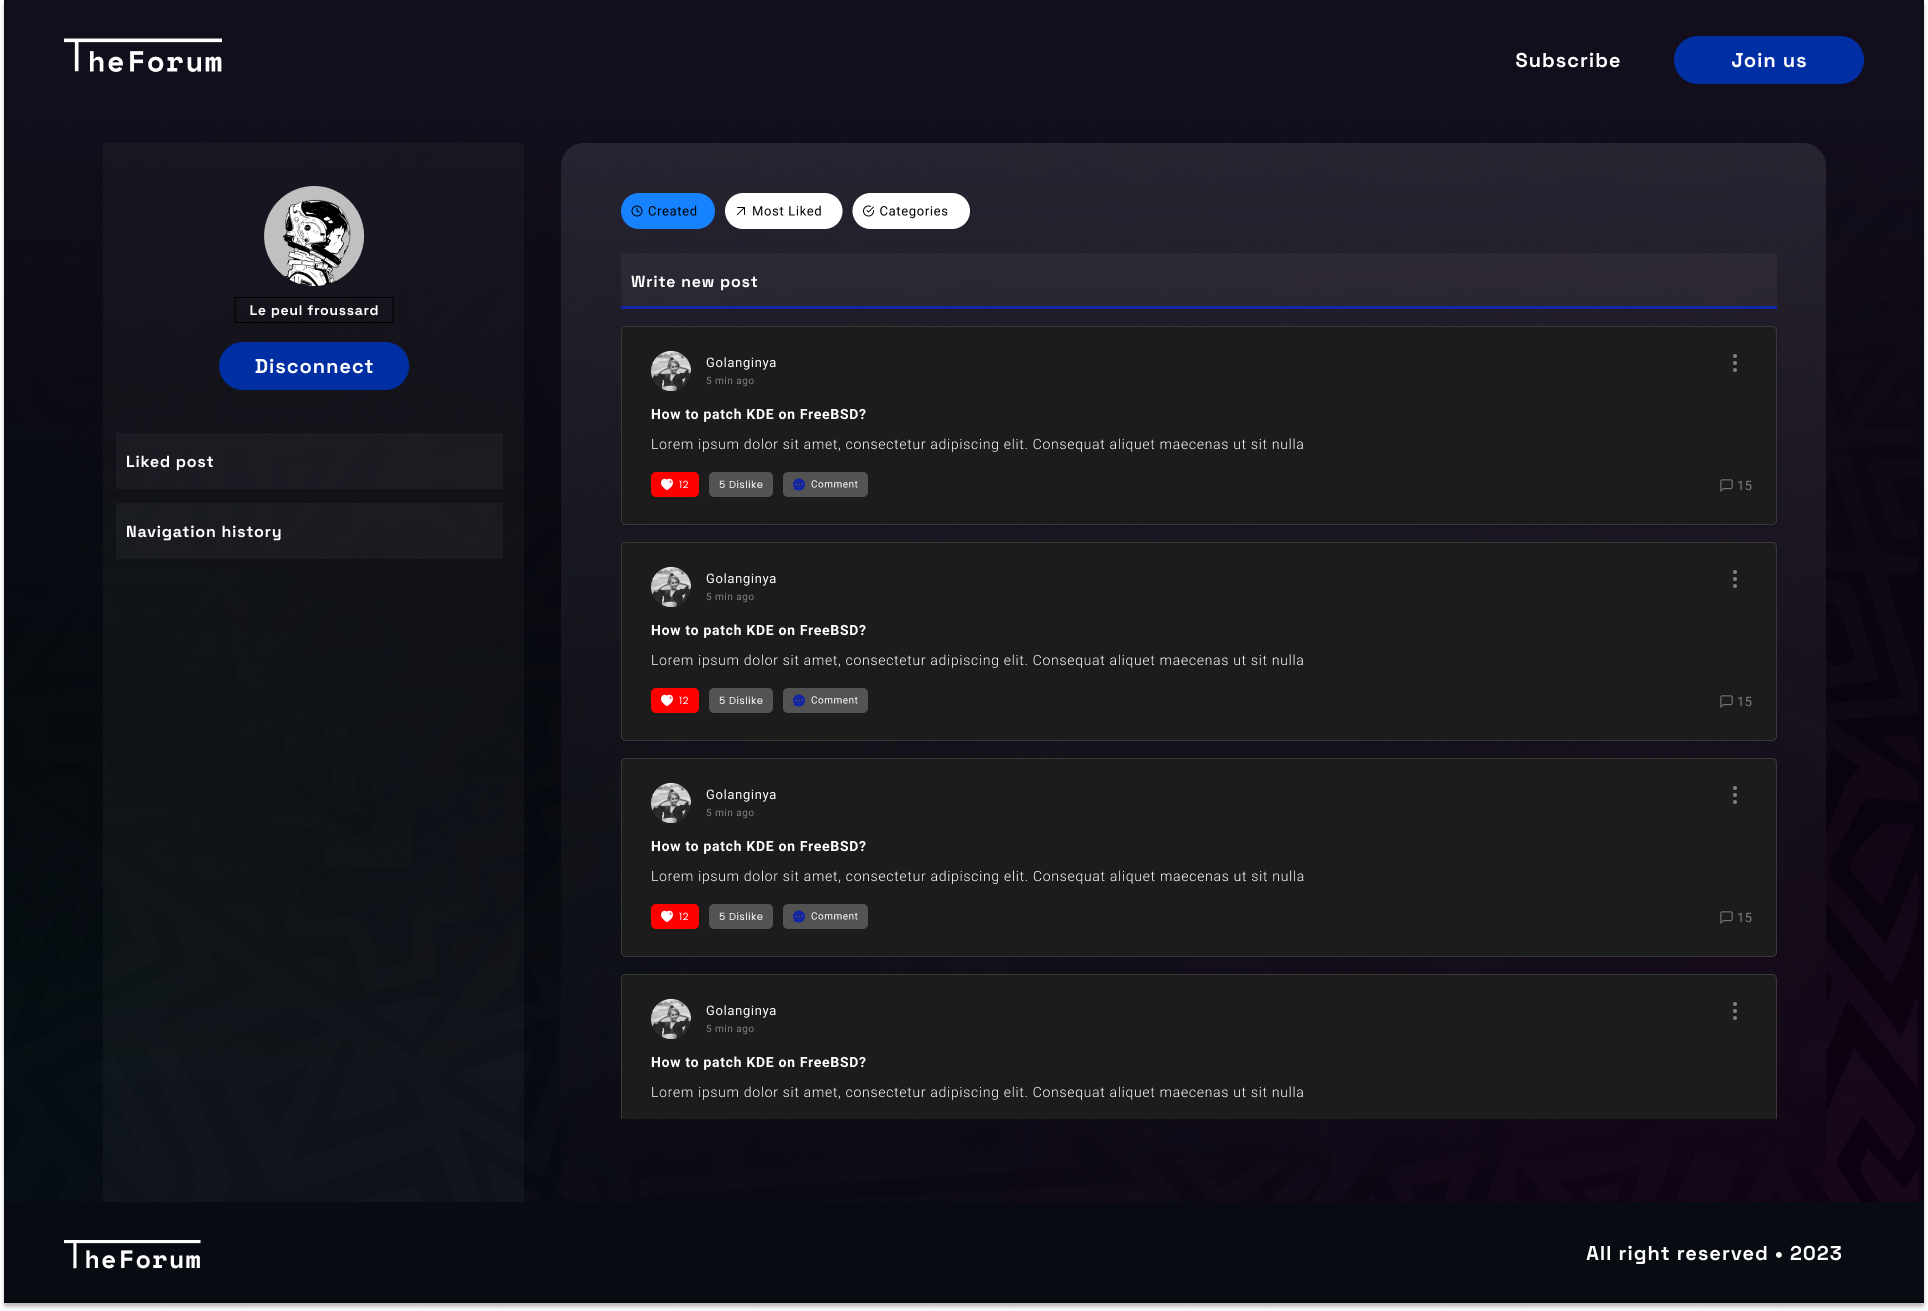 TheForum
Subscribe
Join us
Le peul froussard
Disconnect
Liked post
Navigation history
Created
Most Liked
Categories
Write new post
Golanginya
5 min ago
How to patch KDE on FreeBSD?
Lorem ipsum dolor sit amet, consectetur adipiscing elit. Consequat aliquet maecenas ut sit nulla
12
5 Dislike
Comment
15
Golanginya
5 min ago
How to patch KDE on FreeBSD?
Lorem ipsum dolor sit amet, consectetur adipiscing elit. Consequat aliquet maecenas ut sit nulla
12
5 Dislike
Comment
15
Golanginya
5 min ago
How to patch KDE on FreeBSD?
Lorem ipsum dolor sit amet, consectetur adipiscing elit. Consequat aliquet maecenas ut sit nulla
12
5 Dislike
Comment
15
Golanginya
5 min ago
How to patch KDE on FreeBSD?
Lorem ipsum dolor sit amet, consectetur adipiscing elit. Consequat aliquet maecenas ut sit nulla
TheForum
All right reserved • 2023